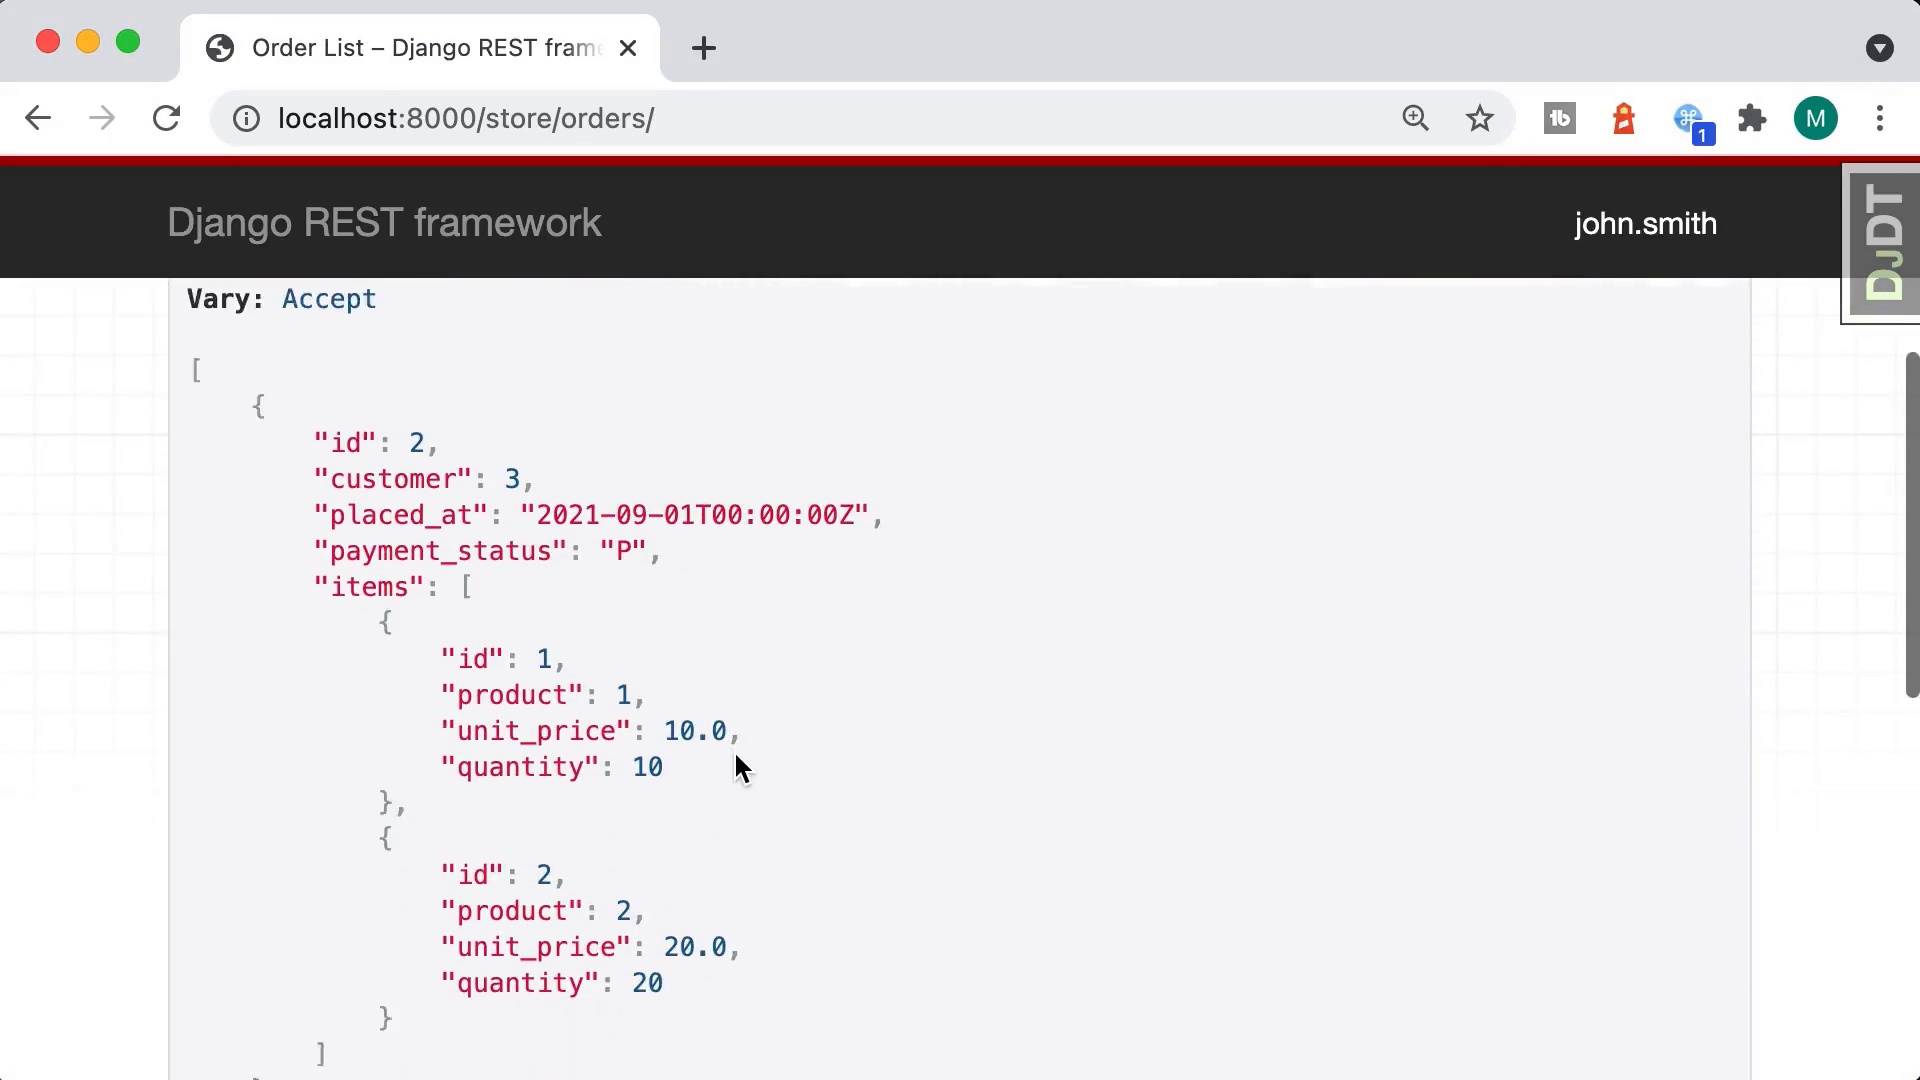 Order List – Django REST fram
localhost:8000/store/orders/
1
M
Django REST framework
john.smith
DJDT
Vary: Accept
[
{
"id": 2,
"customer": 3,
"placed_at": "2021-09-01T00:00:00Z",
"payment_status": "P",
"items": [
{
"id": 1,
"product": 1,
"unit_price": 10.0,
"quantity": 10
},
{
"id": 2,
"product": 2,
"unit_price": 20.0,
"quantity": 20
}
]